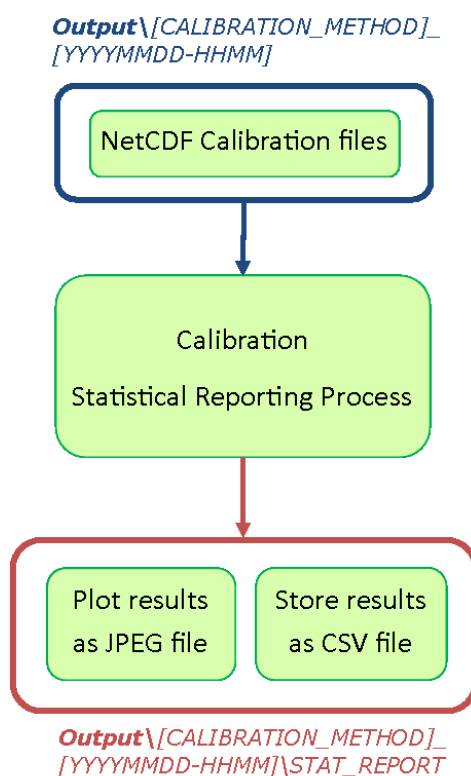 Output\[CALIBRATION_METHOD]_
[YYYYMMDD-HHMM]
NetCDF Calibration files
Calibration
Statistical Reporting Process
Plot results
as JPEG file
Store results
as CSV file
Output\[CALIBRATION_METHOD]_
[YYYYMMDD-HHMM]\STAT_REPORT